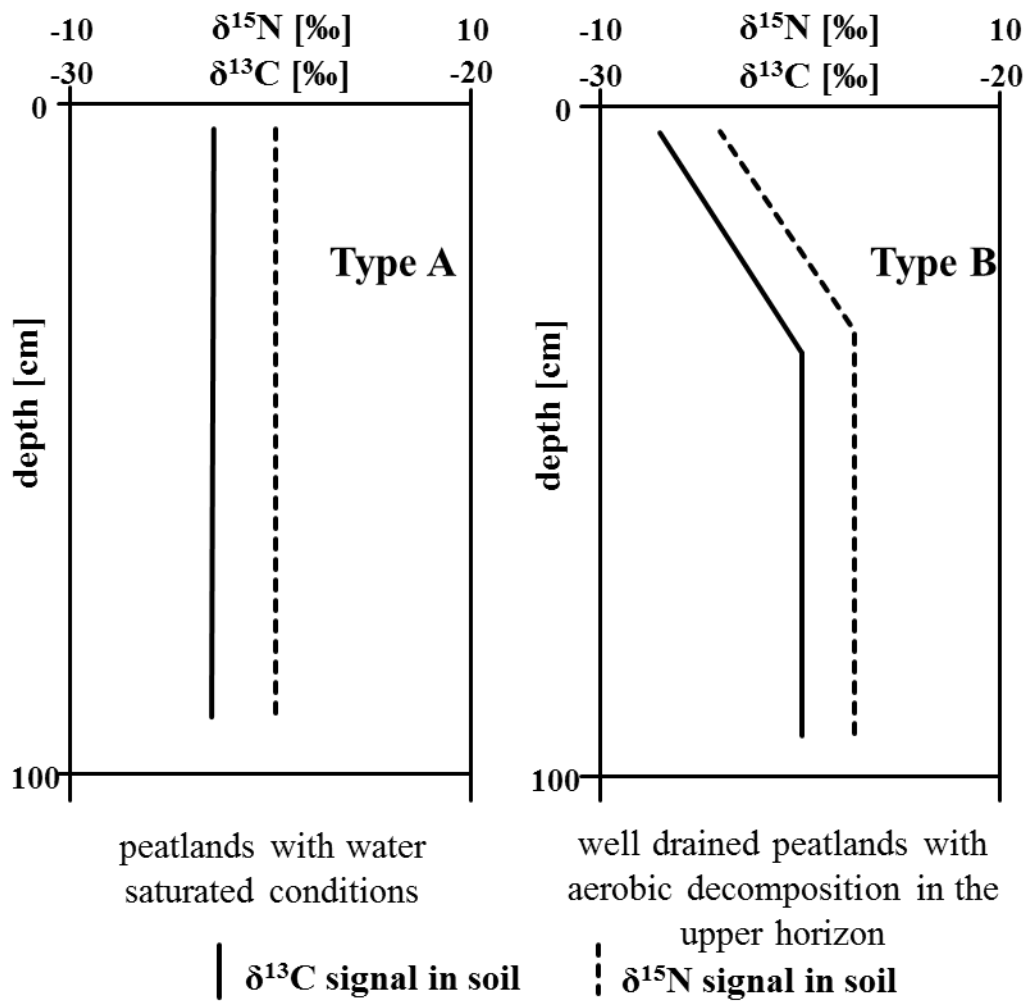 -10 δ¹⁵N [‰] 10
-30 δ¹³C [‰] -20
0
Type A
depth [cm]
100
peatlands with water
saturated conditions
-10 δ¹⁵N [‰] 10
-30 δ¹³C [‰] -20
0
Type B
depth [cm]
100
well drained peatlands with
aerobic decomposition in the
upper horizon
δ¹³C signal in soil
δ¹⁵N signal in soil